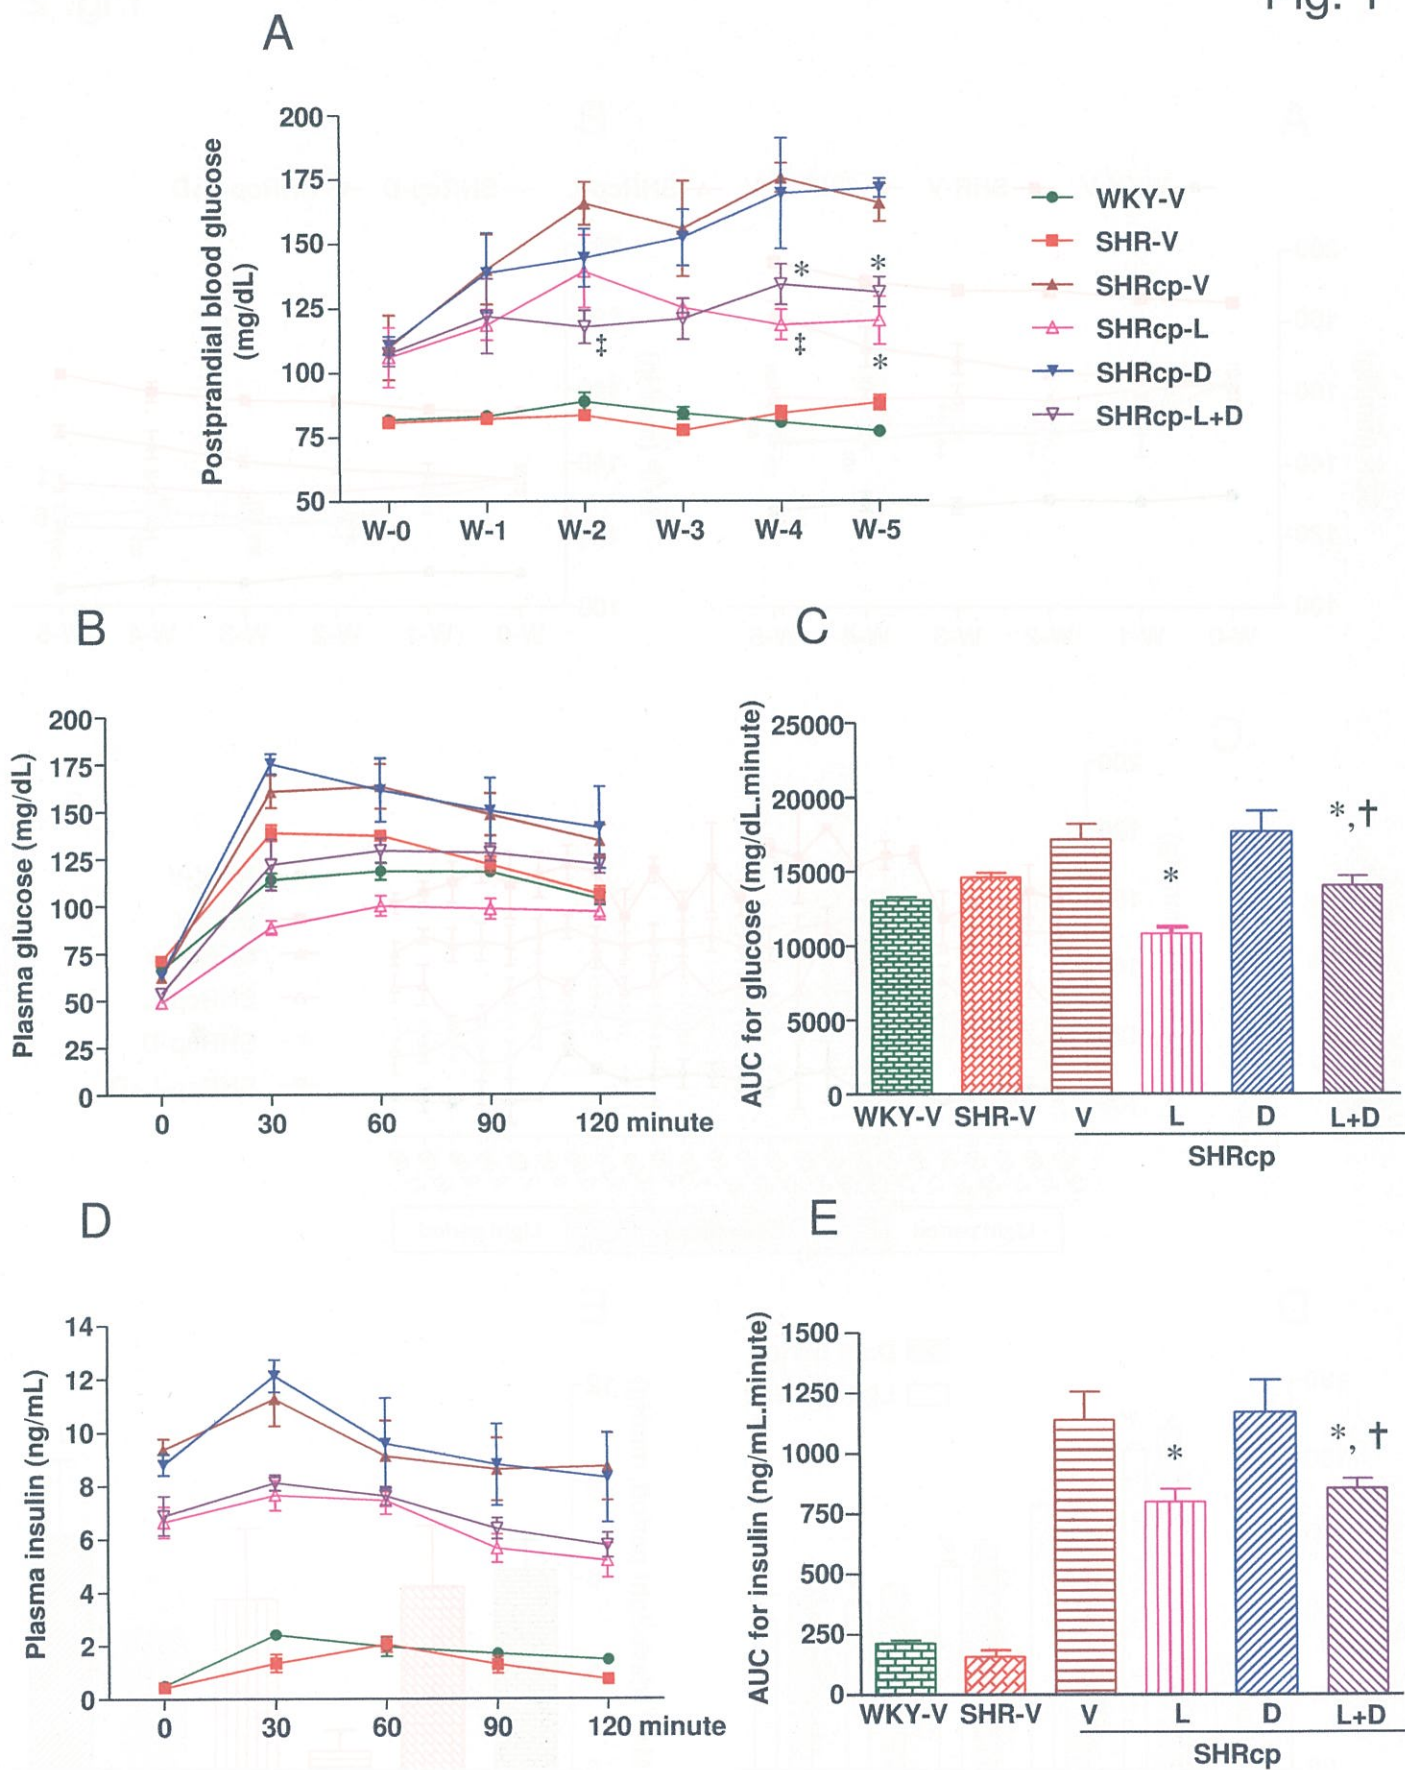 Fig. 1
A
Postprandial blood glucose
(mg/dL)
200
175
150
125
100
75
50
W-0 W-1 W-2 W-3 W-4 W-5
* *
‡ ‡ *
WKY-V
SHR-V
SHRcp-V
SHRcp-L
SHRcp-D
SHRcp-L+D
B
Plasma glucose (mg/dL)
200
175
150
125
100
75
50
25
0
0 30 60 90 120 minute
C
AUC for glucose (mg/dL.minute)
25000
20000
15000
10000
5000
0
*
*,†
WKY-V SHR-V V L D L+D
SHRcp
D
Plasma insulin (ng/mL)
14
12
10
8
6
4
2
0
0 30 60 90 120 minute
E
AUC for insulin (ng/mL.minute)
1500
1250
1000
750
500
250
0
*
*, †
WKY-V SHR-V V L D L+D
SHRcp